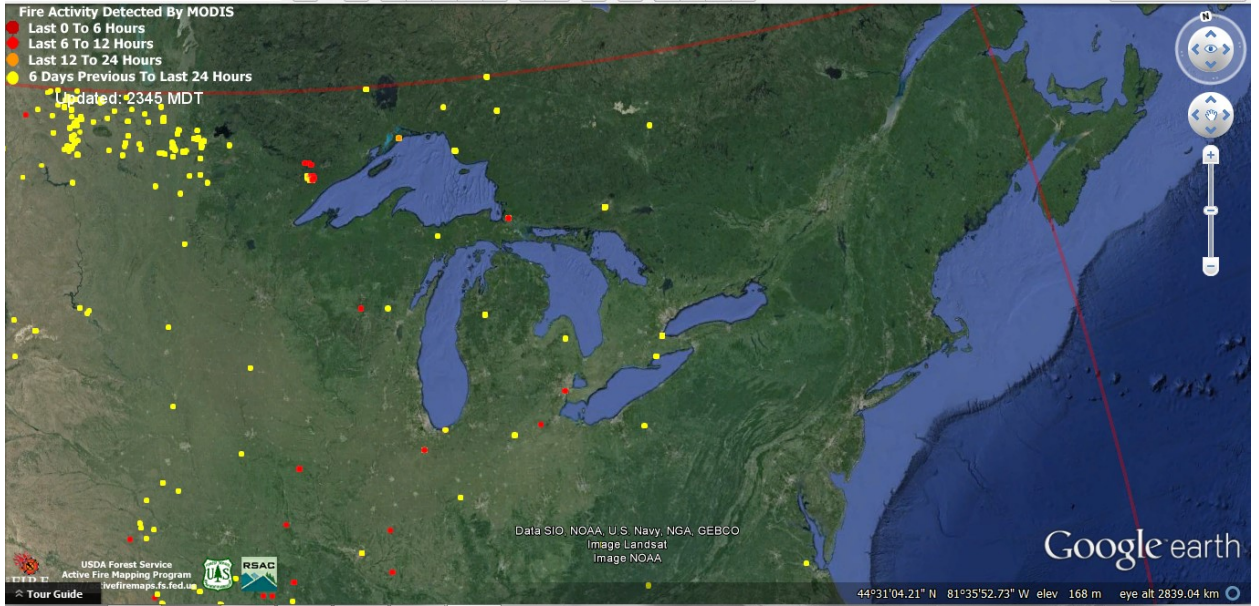 Fire Activity Detected By MODIS
Last 0 To 6 Hours
Last 6 To 12 Hours
Last 12 To 24 Hours
6 Days Previous To Last 24 Hours
Updated: 2345 MDT
N
Data SIO, NOAA, U.S. Navy, NGA, GEBCO
Image Landsat
Image NOAA
Google earth
USDA Forest Service
Active Fire Mapping Program
UAS
RSAC
Tour Guide
44°31'04.21" N 81°35'52.73" W elev 168 m eye alt 2839.04 km